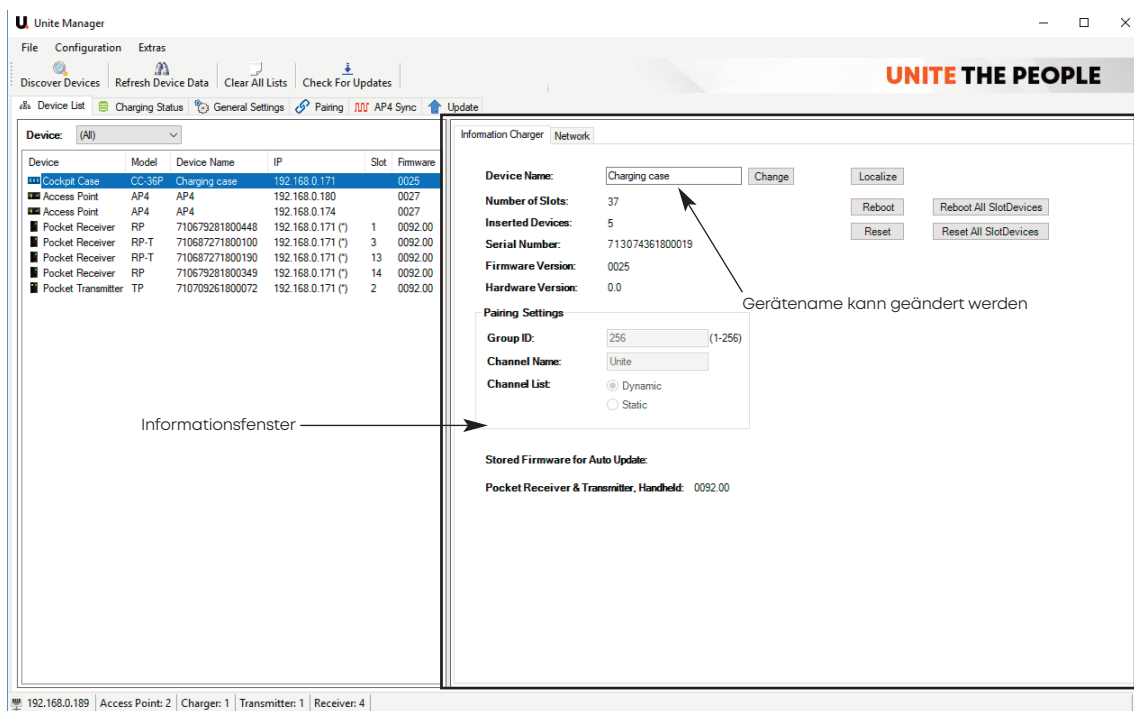 U. Unite Manager
File Configuration Extras
Discover Devices Refresh Device Data Clear All Lists Check For Updates
UNITE THE PEOPLE
Device List Charging Status General Settings Pairing AP4 Sync Update
Device: (All)
Device Model Device Name IP Slot Firmware
Cockpit Case CC-36P Charging case 192.168.0.171 0025
Access Point AP4 AP4 192.168.0.180 0027
Access Point AP4 AP4 192.168.0.174 0027
Pocket Receiver RP 710679281800448 192.168.0.171 (*) 1 0092.00
Pocket Receiver RP-T 710687271800100 192.168.0.171 (*) 3 0092.00
Pocket Receiver RP-T 710687271800190 192.168.0.171 (*) 13 0092.00
Pocket Receiver RP 710679281800349 192.168.0.171 (*) 14 0092.00
Pocket Transmitter TP 710709261800072 192.168.0.171 (*) 2 0092.00
Informationsfenster
Information Charger Network
Device Name: Charging case Change Localize
Number of Slots: 37 Reboot Reboot All SlotDevices
Inserted Devices: 5 Reset Reset All SlotDevices
Serial Number: 713074361800019
Firmware Version: 0025
Hardware Version: 0.0
Gerätename kann geändert werden
Pairing Settings
Group ID: 256 (1-256)
Channel Name: Unite
Channel List: Dynamic
Static
Stored Firmware for Auto Update:
Pocket Receiver & Transmitter, Handheld: 0092.00
192.168.0.189 Access Point: 2 Charger: 1 Transmitter: 1 Receiver: 4